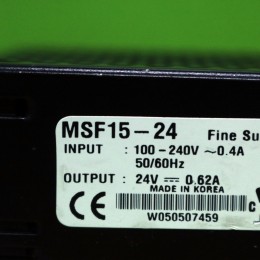 MSF15-24 Fine Su
INPUT : 100-240V ~0.4A
50/60Hz
OUTPUT : 24V ⎓ 0.62A
MADE IN KOREA
CE
W050507459